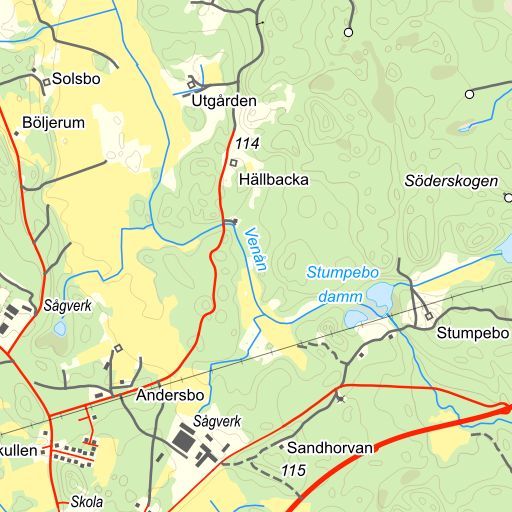 Solsbo
Utgården
Böljerum
114
Hällbacka
Söderskogen
Venån
Stumpebo
damm
Sågverk
Stumpebo
Andersbo
Sågverk
kullen
Sandhorvan
115
Skola